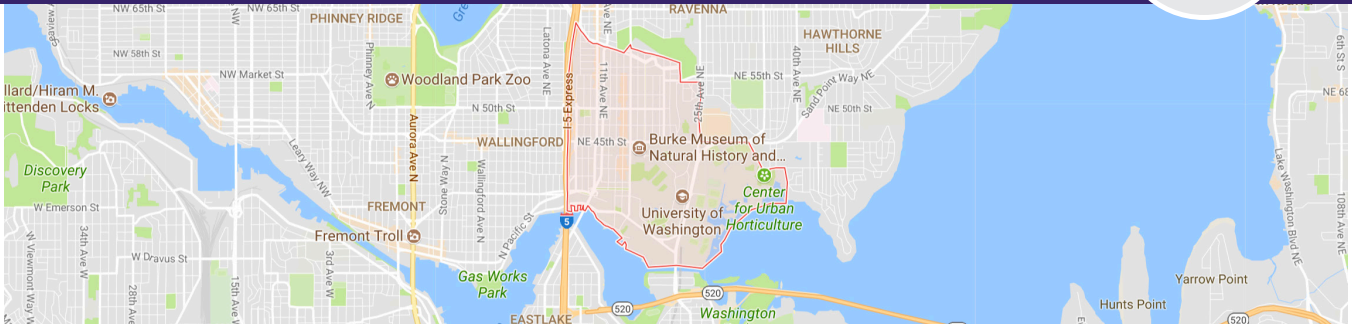 NW 65th St
NW 65th St
PHINNEY RIDGE
RAVENNA
HAWTHORNE
HILLS
NW 58th St
NW Market St
Phinney Ave N
Woodland Park Zoo
Latona Ave NE
I-5 Express
11th Ave NE
25th Ave NE
NE 55th St
40th Ave NE
Sand Point Way NE
6th St S
NE 68
llard/Hiram M.
ittenden Locks
N 50th St
NE 50th St
Aurora Ave N
WALLINGFORD
NE 45th St
Burke Museum of
Natural History and...
Leary Way NW
Discovery
Park
N
Stone Way N
Wallingford Ave N
Center
for Urban
Horticulture
University of
Washington
Lake Washington Blvd NE
108th Ave NE
W Emerson St
FREMONT
Fremont Troll
5
N Pacific St
W Viewmont Way W
34th Ave W
W Dravus St
3rd Ave W
28th Ave
15th Ave W
Gas Works
Park
520
520
EASTLAKE
Washington
Hunts Point
Yarrow Point
520